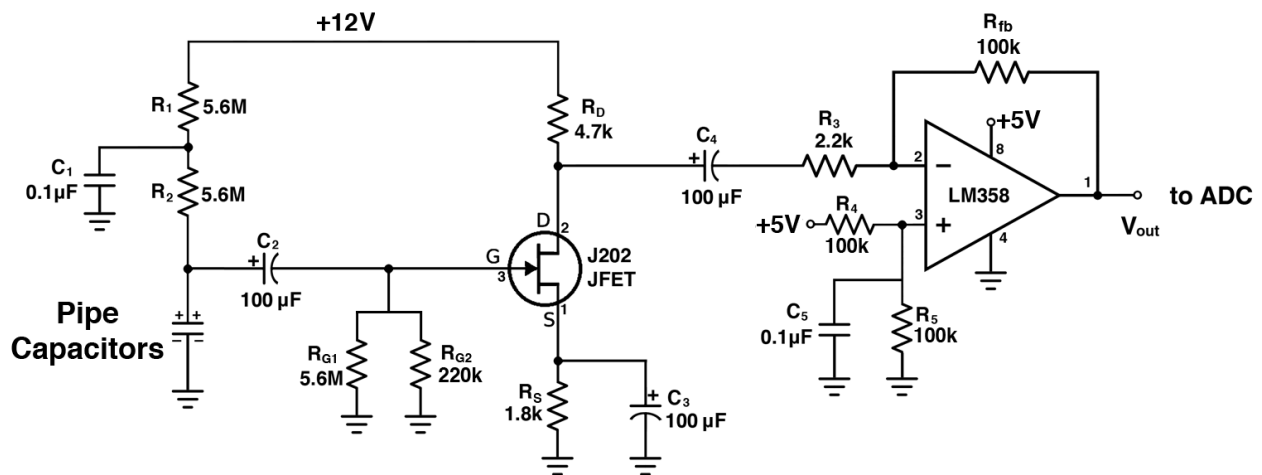 +12V
R1
5.6M
C1
0.1µF
R2
5.6M
C2
+
100 µF
Pipe
Capacitors
+ +
− −
RG1
5.6M
RG2
220k
RD
4.7k
D
2
G
3
J202
JFET
S
1
RS
1.8k
+
C3
100 µF
C4
+
100 µF
R3
2.2k
Rfb
100k
+5V
8
2
−
LM358
1
+5V
R4
100k
3
+
4
Vout
to ADC
C5
0.1µF
R5
100k